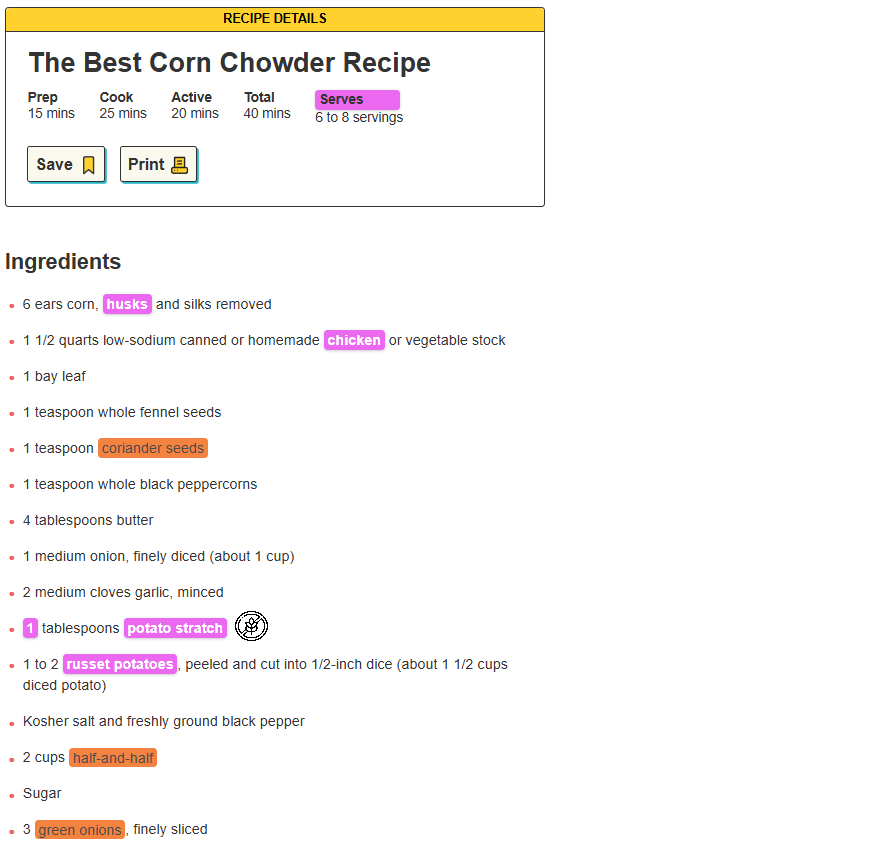 RECIPE DETAILS
The Best Corn Chowder Recipe
Prep Cook Active Total Serves
15 mins 25 mins 20 mins 40 mins 6 to 8 servings
Save Print
Ingredients
6 ears corn, husks and silks removed
1 1/2 quarts low-sodium canned or homemade chicken or vegetable stock
1 bay leaf
1 teaspoon whole fennel seeds
1 teaspoon coriander seeds
1 teaspoon whole black peppercorns
4 tablespoons butter
1 medium onion, finely diced (about 1 cup)
2 medium cloves garlic, minced
1 tablespoons potato stratch
1 to 2 russet potatoes, peeled and cut into 1/2-inch dice (about 1 1/2 cups
diced potato)
Kosher salt and freshly ground black pepper
2 cups half-and-half
Sugar
3 green onions, finely sliced